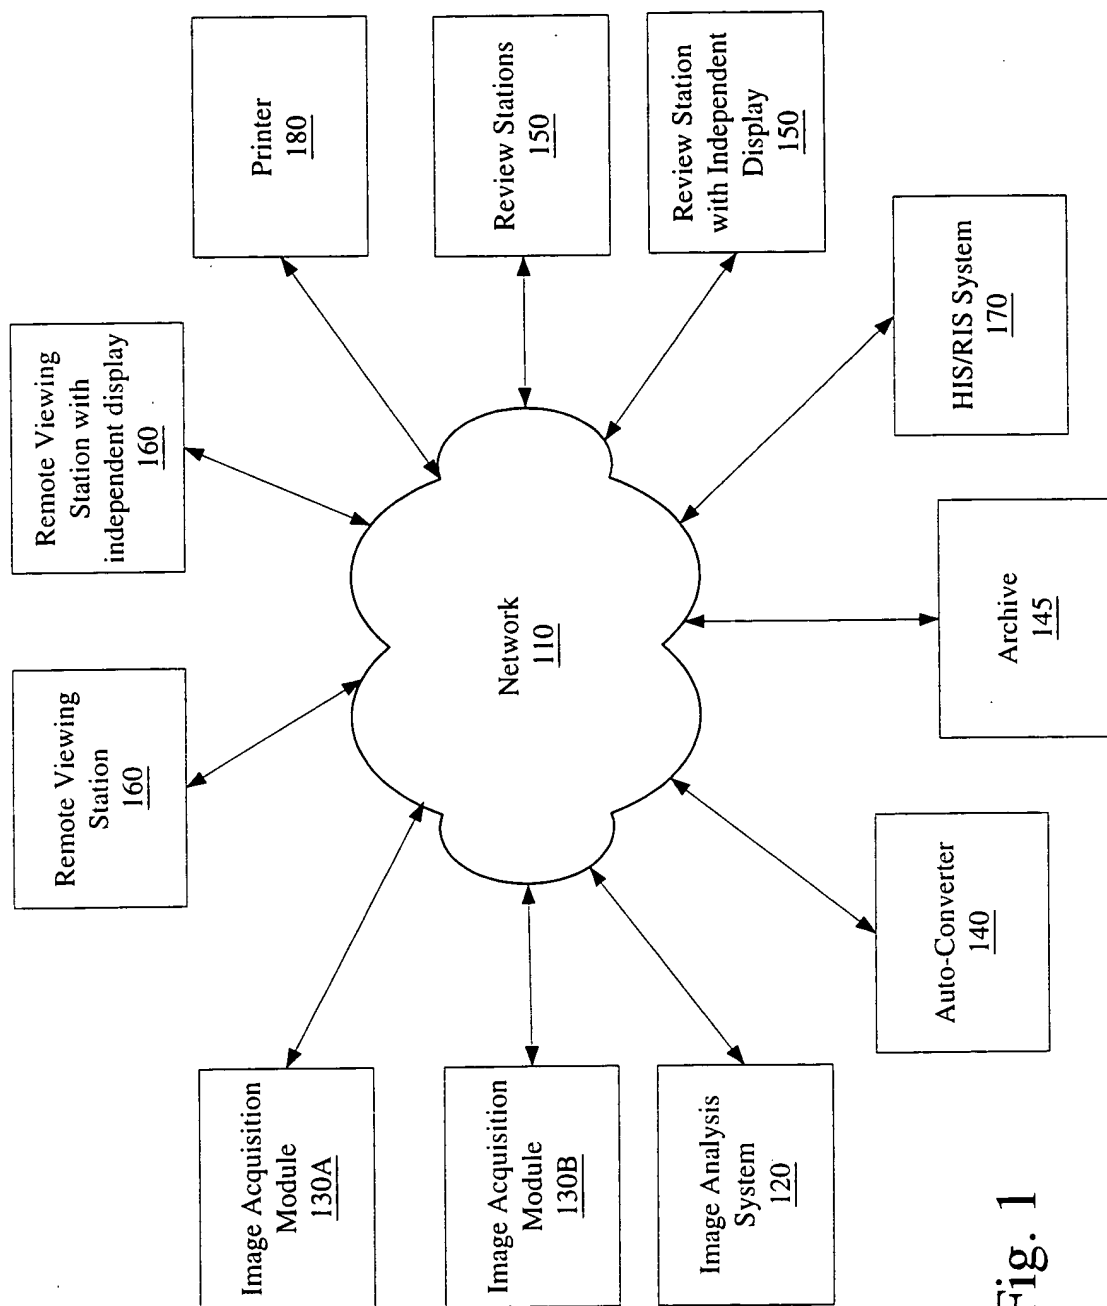 Remote Viewing
Station
160
Remote Viewing
Station with
independent display
160
Image Acquisition
Module
130A
Printer
180
Image Acquisition
Module
130B
Network
110
Review Stations
150
Image Analysis
System
120
Review Station
with Independent
Display
150
Auto-Converter
140
Archive
145
HIS/RIS System
170
Fig. 1